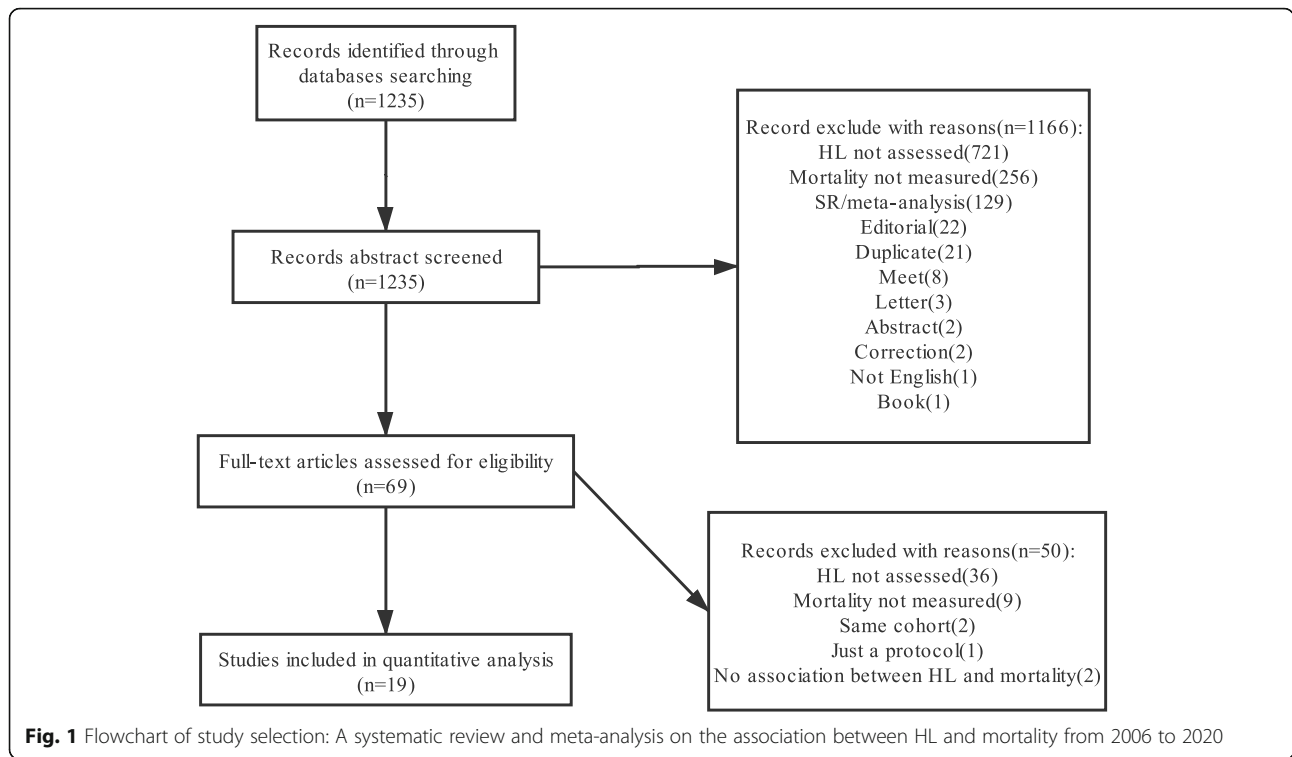 Records identified through
databases searching
(n=1235)
Record exclude with reasons(n=1166):
HL not assessed(721)
Mortality not measured(256)
SR/meta-analysis(129)
Editorial(22)
Duplicate(21)
Meet(8)
Letter(3)
Abstract(2)
Correction(2)
Not English(1)
Book(1)
Records abstract screened
(n=1235)
Full-text articles assessed for eligibility
(n=69)
Records excluded with reasons(n=50):
HL not assessed(36)
Mortality not measured(9)
Same cohort(2)
Just a protocol(1)
No association between HL and mortality(2)
Studies included in quantitative analysis
(n=19)
Fig. 1 Flowchart of study selection: A systematic review and meta-analysis on the association between HL and mortality from 2006 to 2020